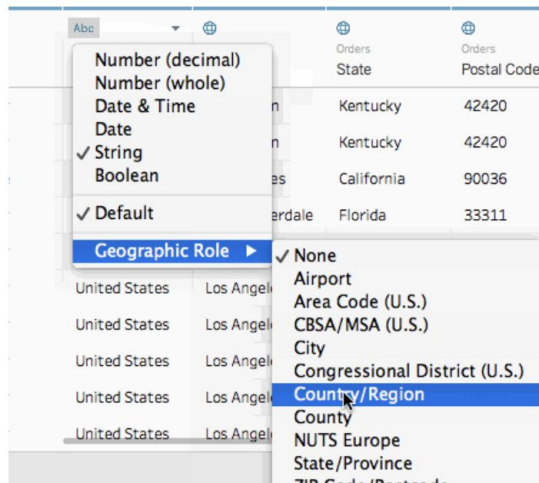 Abc
Orders
Orders
State
Postal Code
Number (decimal)
Number (whole)
Date & Time
Date
✓ String
Boolean
✓ Default
Geographic Role ▶
n Kentucky 42420
n Kentucky 42420
es California 90036
erdale Florida 33311
✓ None
Airport
Area Code (U.S.)
CBSA/MSA (U.S.)
City
Congressional District (U.S.)
Country/Region
County
NUTS Europe
State/Province
ZIP Code/Postcode
United States Los Angel
United States Los Angel
United States Los Angel
United States Los Angel
United States Los Angel